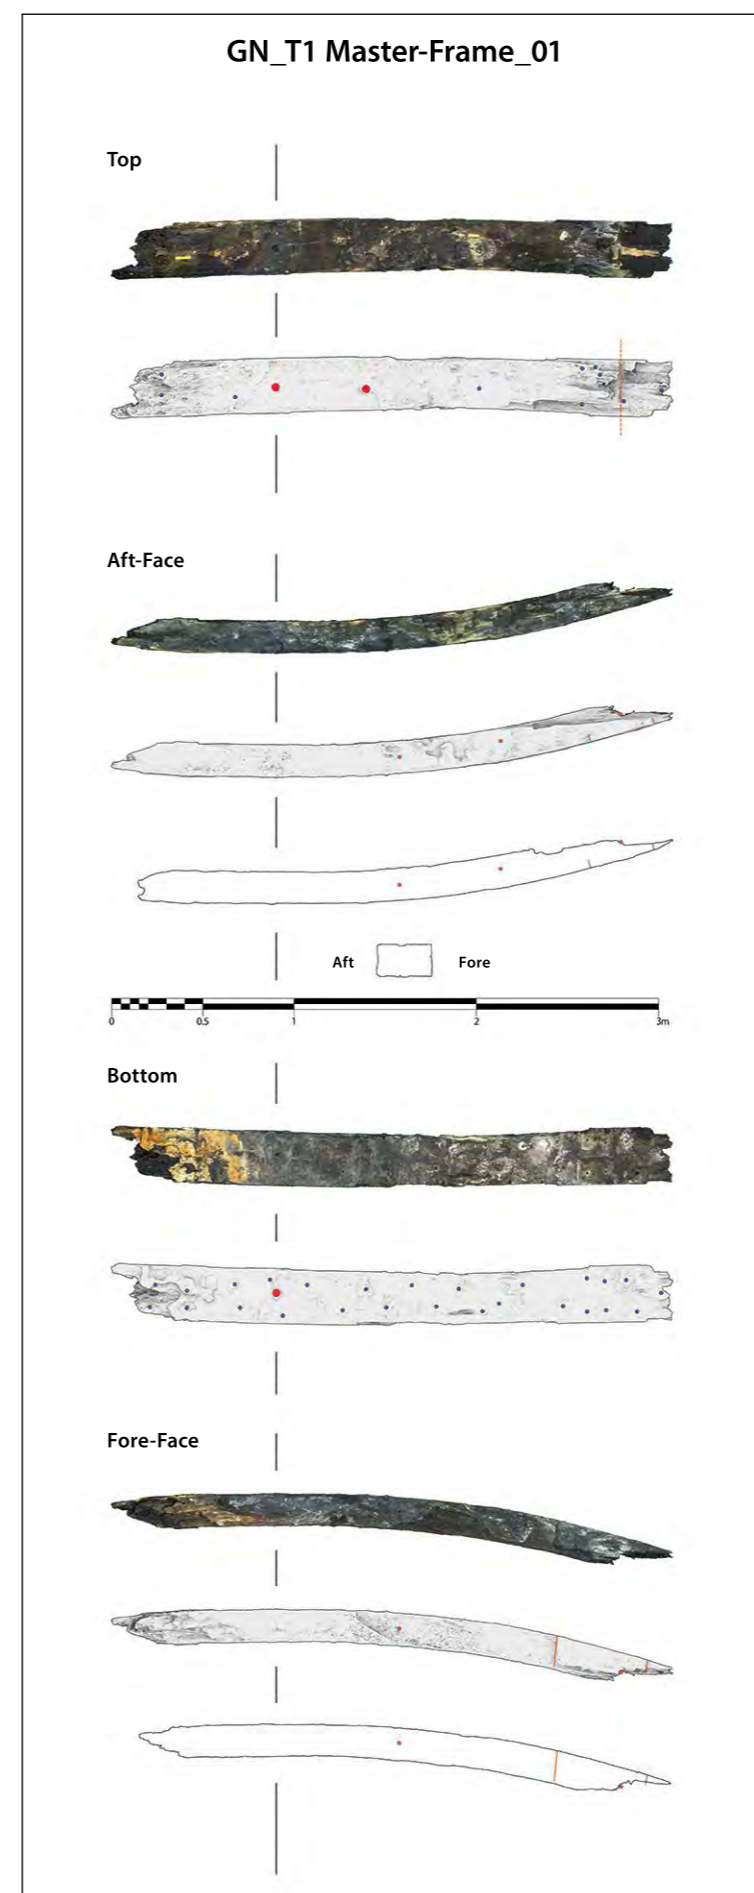 GN_T1 Master-Frame_01
Top
Aft-Face
Aft Fore
0 0.5 1 2 3m
Bottom
Fore-Face